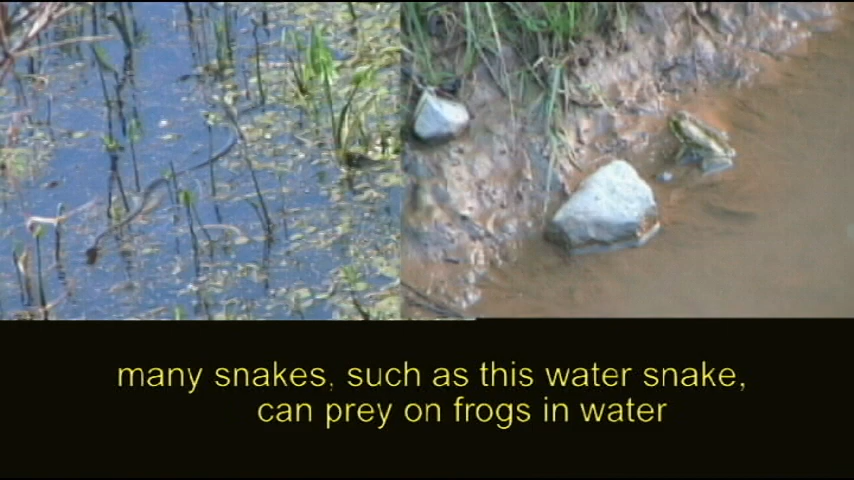 many snakes, such as this water snake,
can prey on frogs in water